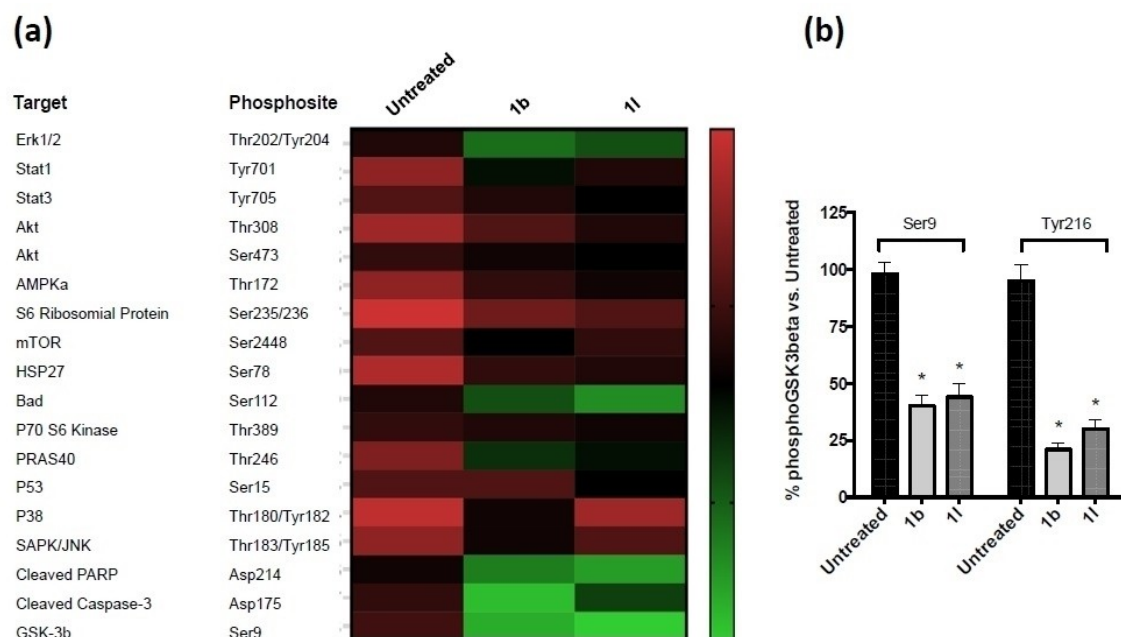 (a)
Target Phosphosite Untreated 1b 1l
Erk1/2 Thr202/Tyr204
Stat1 Tyr701
Stat3 Tyr705
Akt Thr308
Akt Ser473
AMPKa Thr172
S6 Ribosomial Protein Ser235/236
mTOR Ser2448
HSP27 Ser78
Bad Ser112
P70 S6 Kinase Thr389
PRAS40 Thr246
P53 Ser15
P38 Thr180/Tyr182
SAPK/JNK Thr183/Tyr185
Cleaved PARP Asp214
Cleaved Caspase-3 Asp175
GSK-3b Ser9
(b)
% phosphoGSK3beta vs. Untreated
125
100
75
50
25
0
Ser9 Tyr216
* * * *
Untreated 1b 1l Untreated 1b 1l